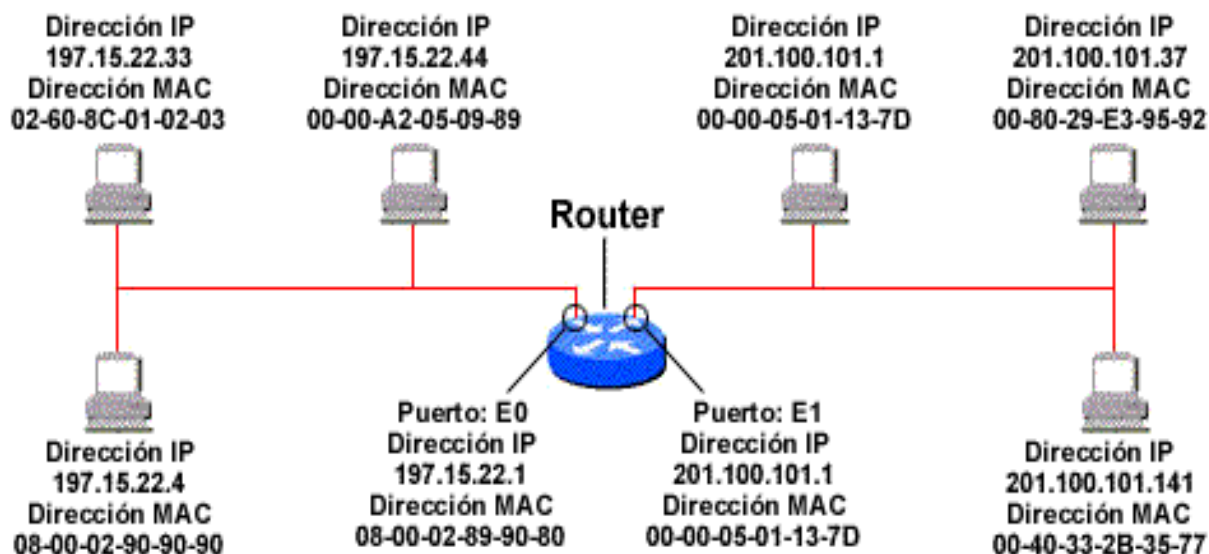 Dirección IP
197.15.22.33
Dirección MAC
02-60-8C-01-02-03
Dirección IP
197.15.22.44
Dirección MAC
00-00-A2-05-09-89
Dirección IP
201.100.101.1
Dirección MAC
00-00-05-01-13-7D
Dirección IP
201.100.101.37
Dirección MAC
00-80-29-E3-95-92
Router
Dirección IP
197.15.22.4
Dirección MAC
08-00-02-90-90-90
Puerto: E0
Dirección IP
197.15.22.1
Dirección MAC
08-00-02-89-90-80
Puerto: E1
Dirección IP
201.100.101.1
Dirección MAC
00-00-05-01-13-7D
Dirección IP
201.100.101.141
Dirección MAC
00-40-33-2B-35-77